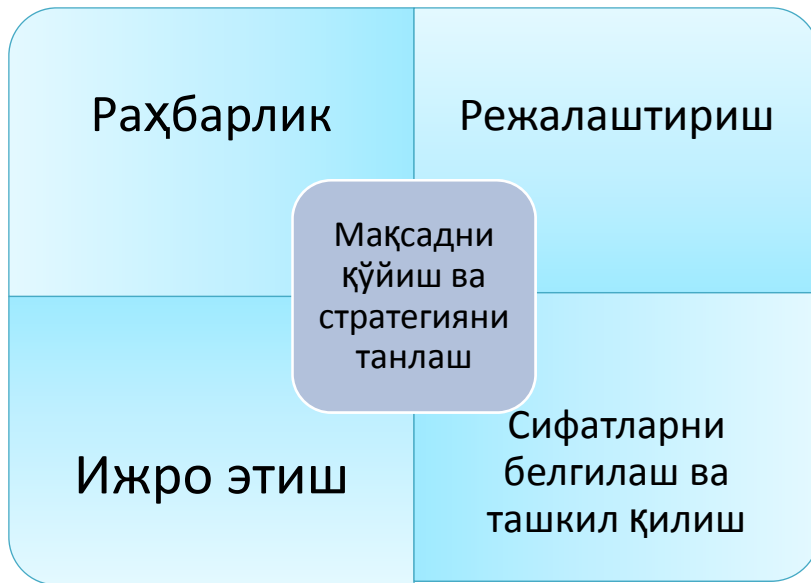 Раҳбарлик
Режалаштириш
Мақсадни
қўйиш ва
стратегияни
танлаш
Ижро этиш
Сифатларни
белгилаш ва
ташкил қилиш